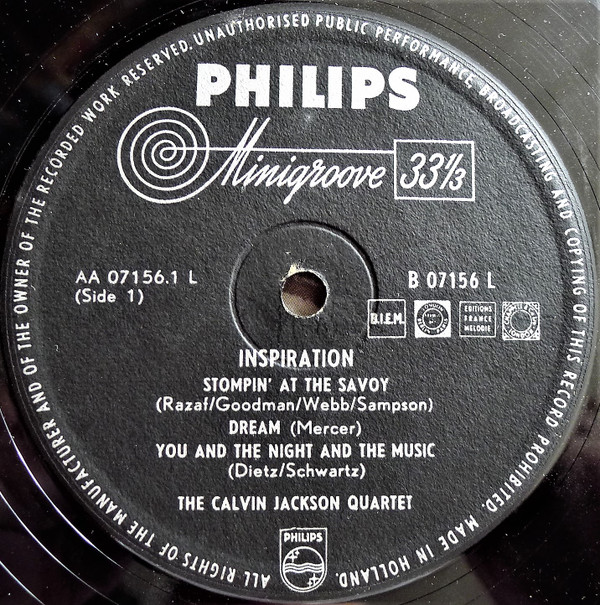 ALL RIGHTS OF THE MANUFACTURER AND OF THE OWNER OF THE RECORDED WORK RESERVED. UNAUTHORISED PUBLIC PERFORMANCE, BROADCASTING AND COPYING OF THIS RECORD PROHIBITED. MADE IN HOLLAND.
PHILIPS
Minigroove 33⅓
AA 07156.1 L
(Side 1)
B 07156 L
B.I.E.M.
EDITIONS
FRANCE
MELODIE
INSPIRATION
STOMPIN' AT THE SAVOY
(Razaf/Goodman/Webb/Sampson)
DREAM (Mercer)
YOU AND THE NIGHT AND THE MUSIC
(Dietz/Schwartz)
THE CALVIN JACKSON QUARTET
PHILIPS